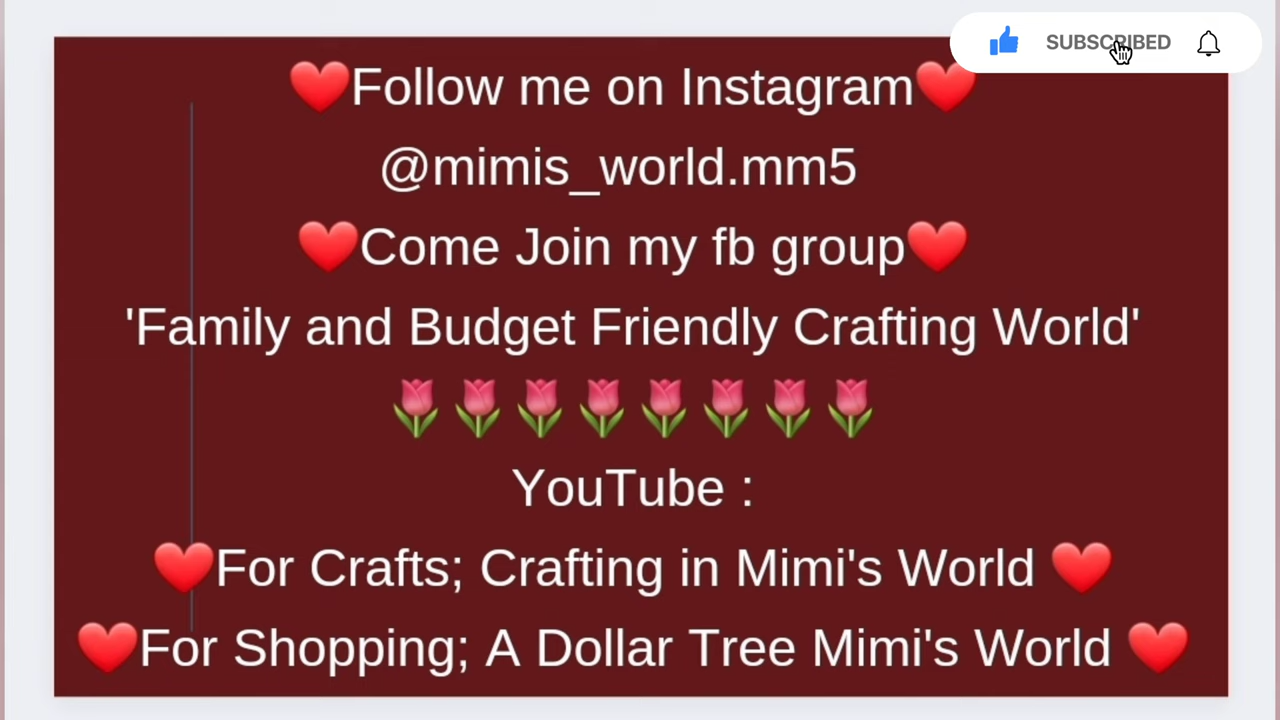 SUBSCRIBED
❤️Follow me on Instagram❤️
@mimis_world.mm5
❤️Come Join my fb group❤️
'Family and Budget Friendly Crafting World'
🌷🌷🌷🌷🌷🌷🌷🌷
YouTube :
❤️For Crafts; Crafting in Mimi's World ❤️
❤️For Shopping; A Dollar Tree Mimi's World ❤️